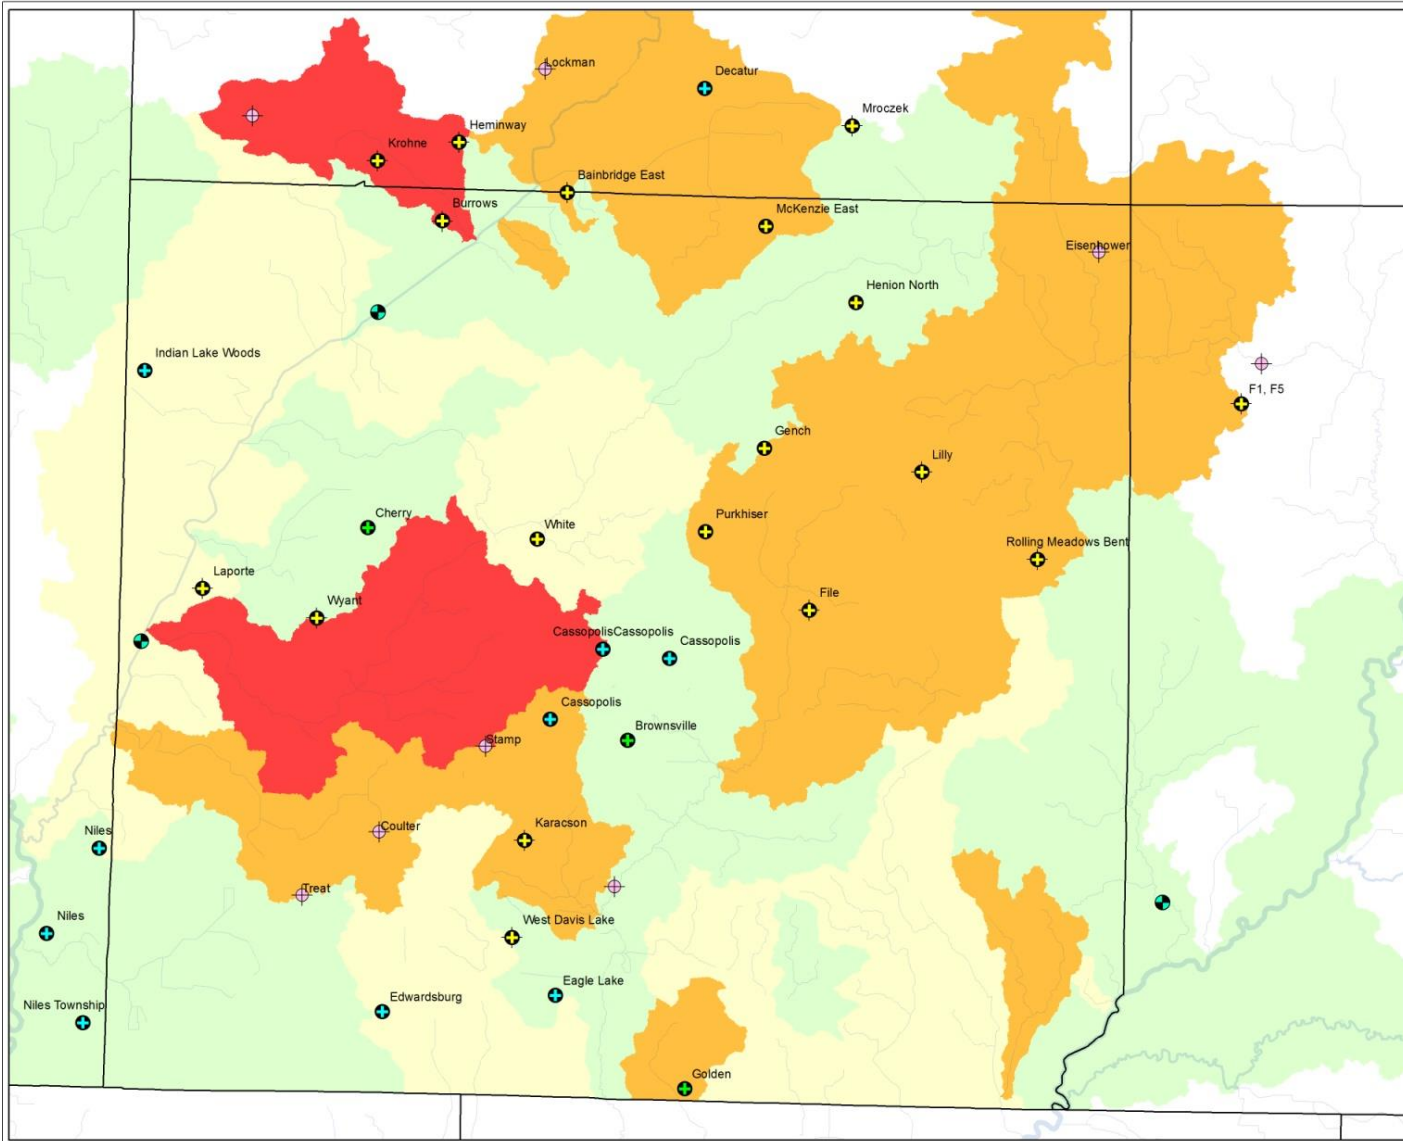 Lockman
Decatur
Mroczek
Heminway
Krohne
Bainbridge East
Burrows
McKenzie East
Eisenhower
Henion North
Indian Lake Woods
F1, F5
Gench
Lilly
Cherry
White
Purkhiser
Rolling Meadows Bent
Laporte
Wyant
File
CassopolisCassopolis
Cassopolis
Cassopolis
Brownsville
Stamp
Niles
Coulter
Karacson
Treat
Niles
West Davis Lake
Eagle Lake
Niles Township
Edwardsburg
Golden